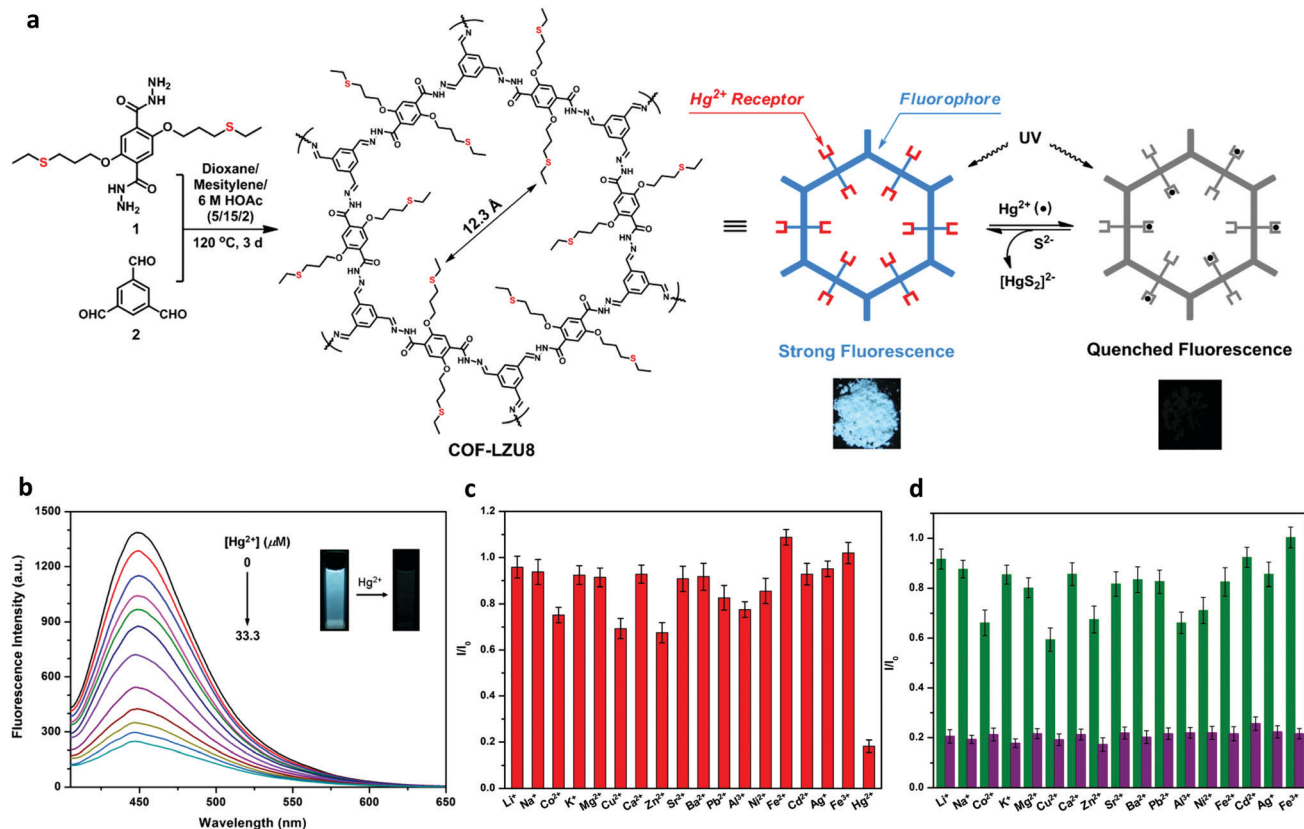 a
NH₂
NH
O
O
S
S
O
O
HN
NH₂
1
CHO
OHC
CHO
2
Dioxane/
Mesitylene/
6 M HOAc
(5/15/2)
120 °C, 3 d
12.3 Å
COF-LZU8
≡
Hg²⁺ Receptor
Fluorophore
UV
Hg²⁺ (•)
S²⁻
[HgS₂]²⁻
Strong Fluorescence
Quenched Fluorescence
b
Fluorescence Intensity (a.u.)
1500
1200
900
600
300
0
450
500
550
600
650
Wavelength (nm)
[Hg²⁺] (μM)
0
33.3
Hg²⁺
c
I/I₀
1.2
1.0
0.8
0.6
0.4
0.2
0.0
Li⁺ Na⁺ Co²⁺ K⁺ Mg²⁺ Cu²⁺ Ca²⁺ Zn²⁺ Sr²⁺ Ba²⁺ Pb²⁺ Al³⁺ Ni²⁺ Fe²⁺ Cd²⁺ Ag⁺ Fe³⁺ Hg²⁺
d
I/I₀
1.0
0.8
0.6
0.4
0.2
0.0
Li⁺ Na⁺ Co²⁺ K⁺ Mg²⁺ Cu²⁺ Ca²⁺ Zn²⁺ Sr²⁺ Ba²⁺ Pb²⁺ Al³⁺ Ni²⁺ Fe²⁺ Cd²⁺ Ag⁺ Fe³⁺